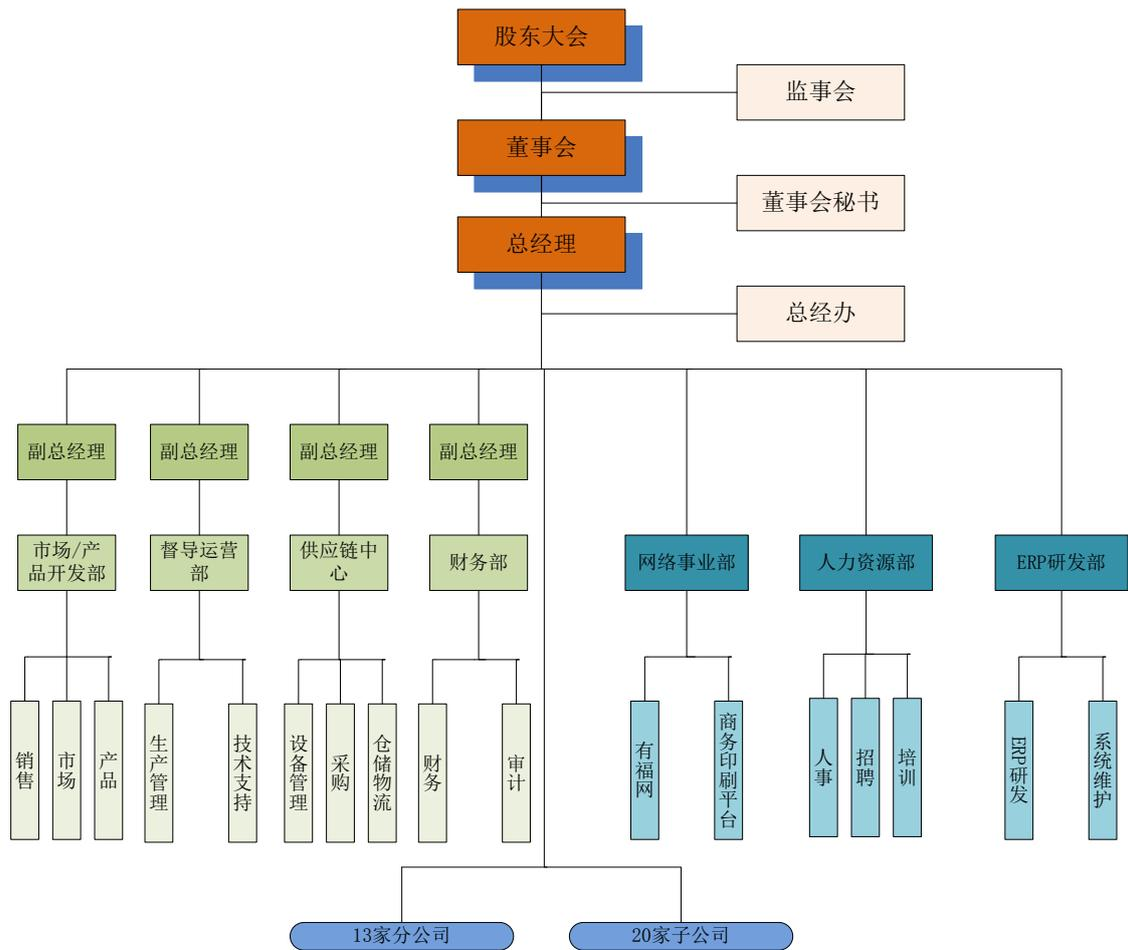 股东大会
监事会
董事会
董事会秘书
总经理
总经办
副总经理
副总经理
副总经理
副总经理
市场/产
品开发部
督导运营
部
供应链中
心
财务部
网络事业部
人力资源部
ERP研发部
销售
市场
产品
生产管理
技术支持
设备管理
采购
仓储物流
财务
审计
有福网
商务印刷平台
人事
招聘
培训
ERP研发
系统维护
13家分公司
20家子公司